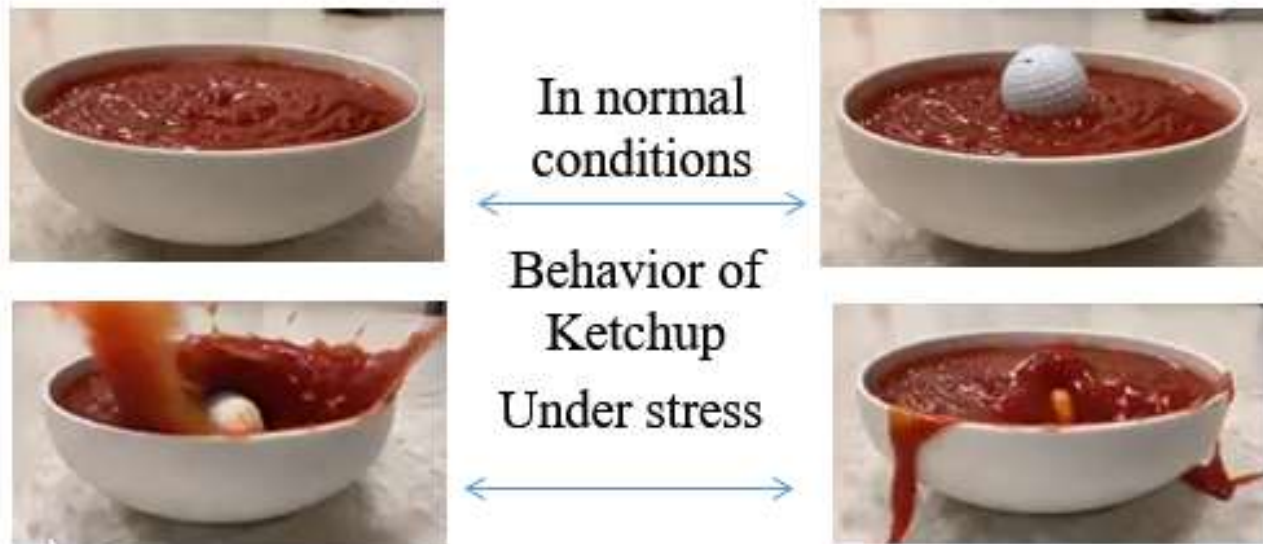 In normal
conditions
Behavior of
Ketchup
Under stress